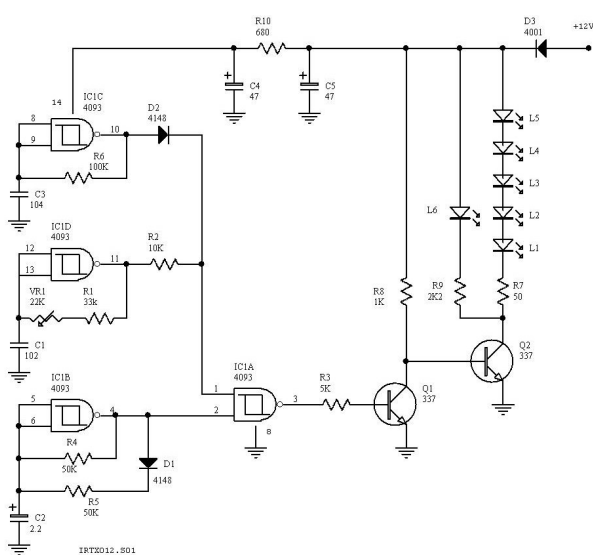 R10
680
D3
4001
+12V
14
IC1C
4093
C4
47
C5
47
8
9
10
D2
4148
R6
100K
C3
104
L5
L4
L3
L2
L1
L6
IC1D
4093
12
13
11
R2
10K
VR1
22K
R1
33k
C1
102
R8
1K
R9
2K2
R7
50
Q2
337
IC1B
4093
5
6
4
IC1A
4093
1
2
3
8
R3
5K
Q1
337
R4
50K
D1
4148
R5
50K
C2
2.2
IRTX012.S01